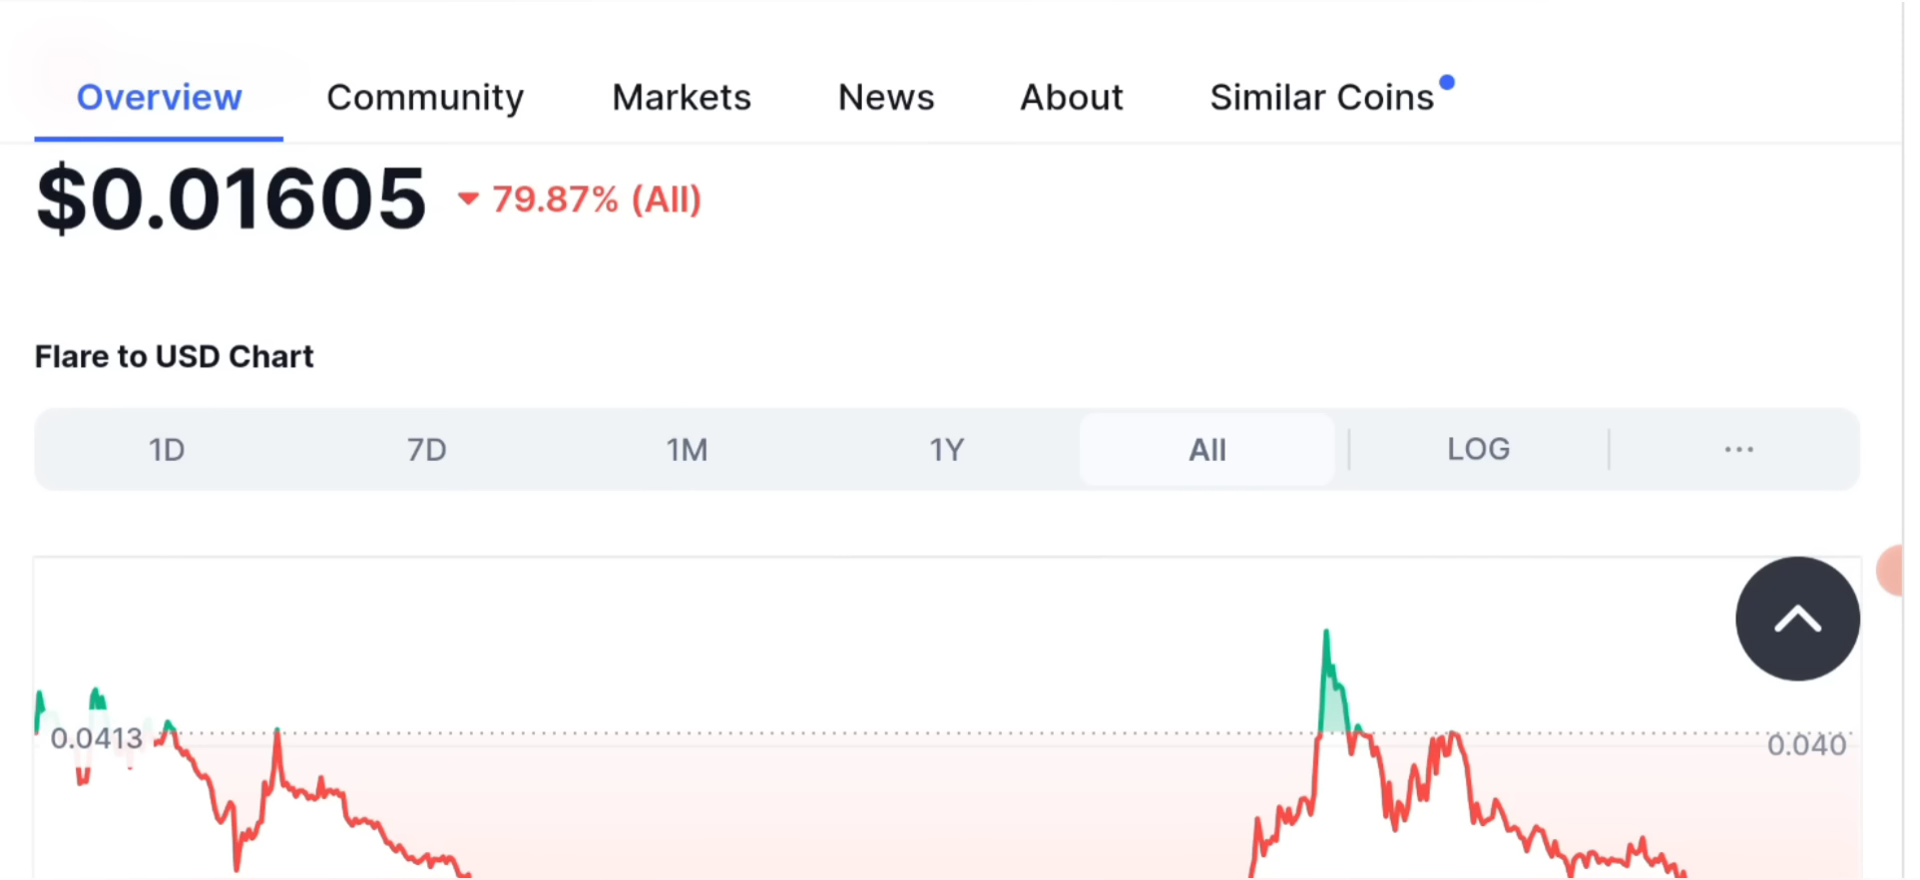 Overview Community Markets News About Similar Coins
$0.01605 79.87% (All)
Flare to USD Chart
1D 7D 1M 1Y All LOG ...
0.0413
0.040